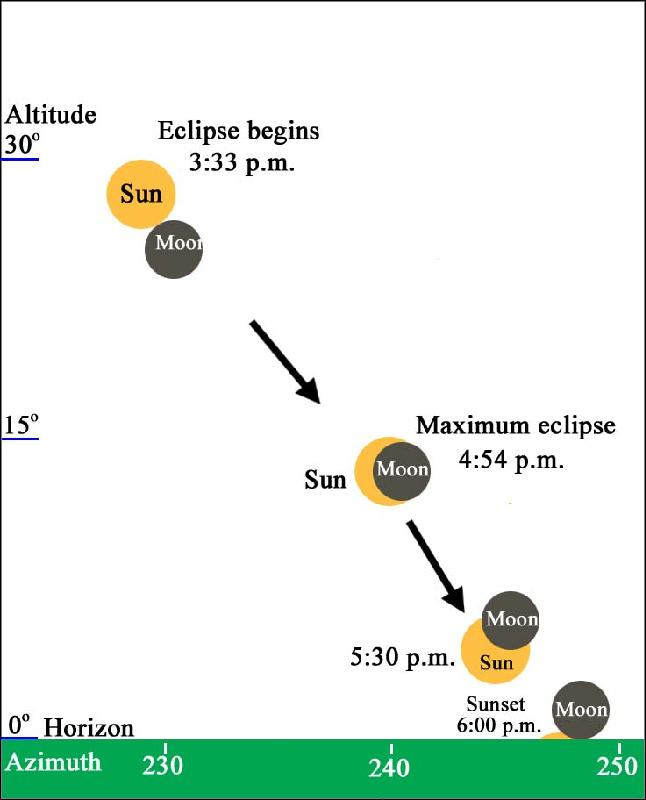 Altitude
30°
Eclipse begins
3:33 p.m.
Sun
Moon
15°
Maximum eclipse
4:54 p.m.
Sun
Moon
Moon
5:30 p.m.
Sun
Sunset
6:00 p.m.
Moon
0° Horizon
Azimuth 230 240 250